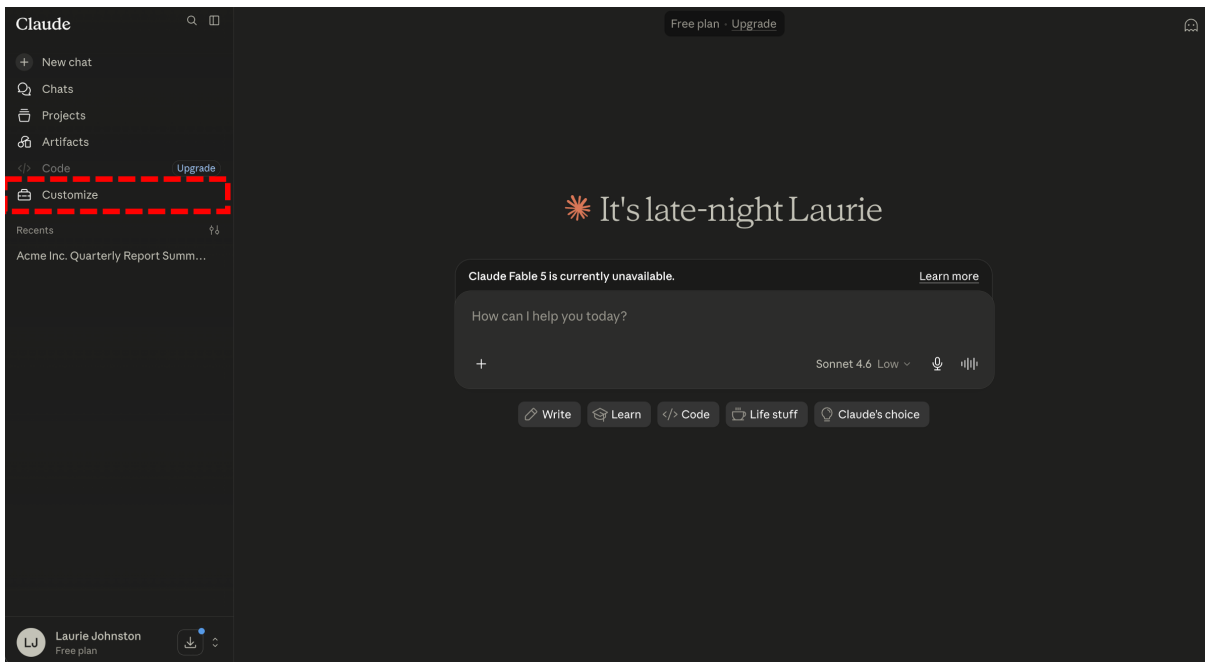 Claude
New chat
Chats
Projects
Artifacts
Code Upgrade
Customize
Recents
Acme Inc. Quarterly Report Summ...
LJ
Laurie Johnston
Free plan
Free plan · Upgrade
It's late-night Laurie
Claude Fable 5 is currently unavailable. Learn more
How can I help you today?
Sonnet 4.6 Low
Write Learn </> Code Life stuff Claude's choice